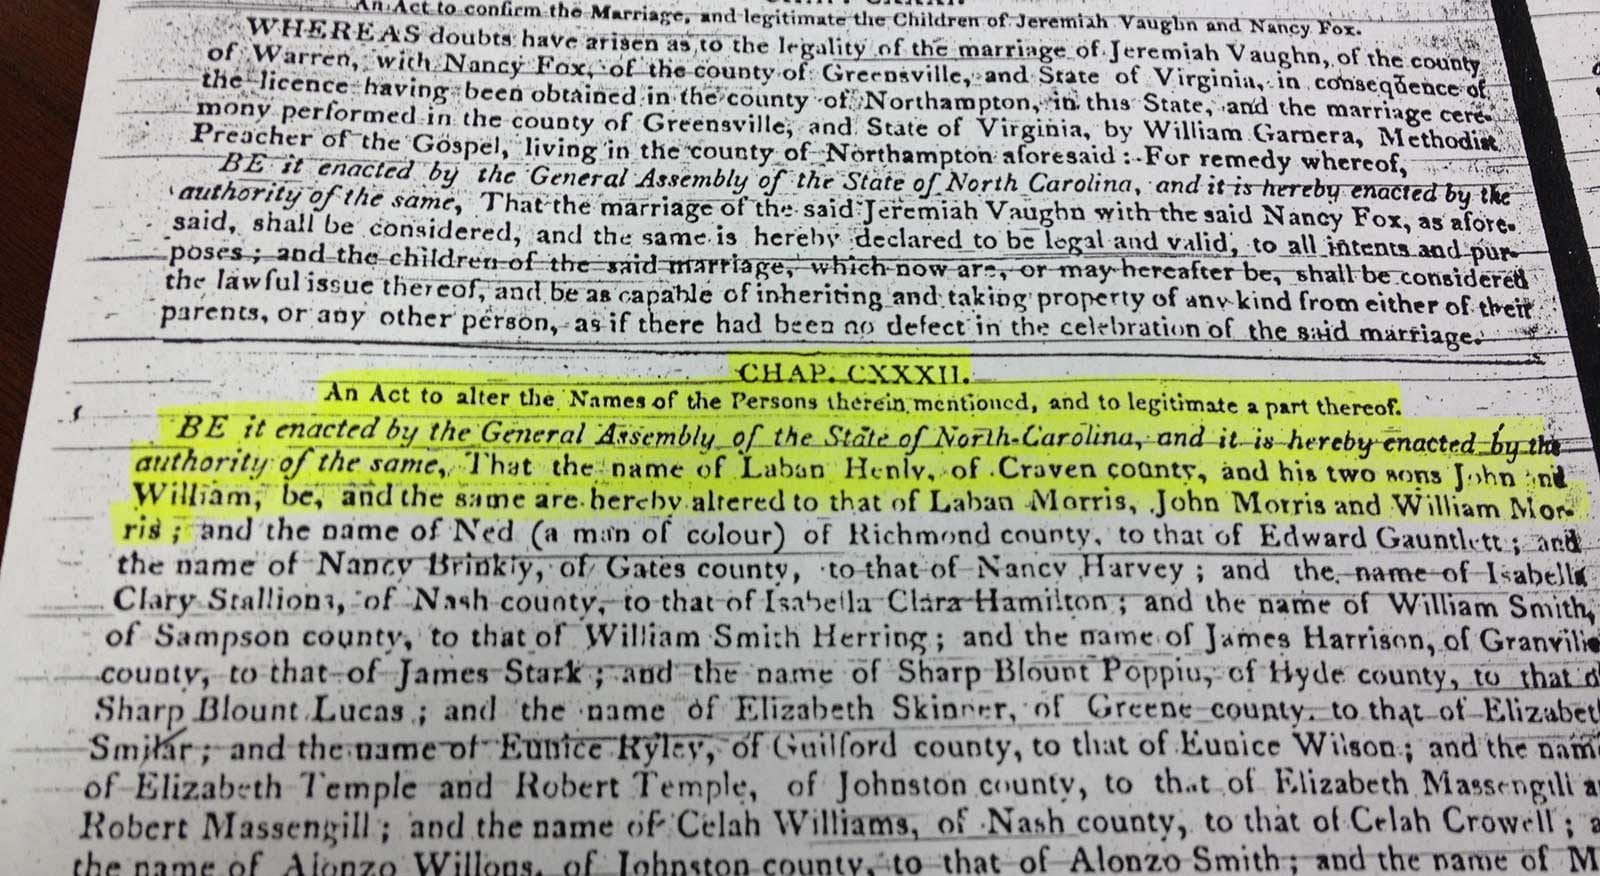 An Act to confirm the Marriage, and legitimate the Children of Jeremiah Vaughn and Nancy Fox.
WHEREAS doubts have arisen as to the legality of the marriage of Jeremiah Vaughn, of the county
of Warren, with Nancy Fox, of the county of Greensville, and State of Virginia, in consequence of
the licence having been obtained in the county of Northampton, in this State, and the marriage cere-
mony performed in the county of Greensville, and State of Virginia, by William Garnera, Methodist
Preacher of the Gospel, living in the county of Northampton aforesaid: For remedy whereof,
BE it enacted by the General Assembly of the State of North Carolina, and it is hereby enacted by the
authority of the same, That the marriage of the said Jeremiah Vaughn with the said Nancy Fox, as afore-
said, shall be considered, and the same is hereby declared to be legal and valid, to all intents and pur-
poses; and the children of the said marriage, which now are, or may hereafter be, shall be considered
the lawful issue thereof, and be as capable of inheriting and taking property of any kind from either of their
parents, or any other person, as if there had been no defect in the celebration of the said marriage.
CHAP. CXXXII.
An Act to alter the Names of the Persons therein mentioned, and to legitimate a part thereof.
BE it enacted by the General Assembly of the State of North-Carolina, and it is hereby enacted by the
authority of the same, That the name of Laban Henly, of Craven county, and his two sons John and
William, be, and the same are hereby altered to that of Laban Morris, John Morris and William Mor-
ris; and the name of Ned (a man of colour) of Richmond county, to that of Edward Gauntlett; and
the name of Nancy Brinkly, of Gates county, to that of Nancy Harvey; and the name of Isabella
Clary Stallions, of Nash county, to that of Isabella Clara Hamilton; and the name of William Smith,
of Sampson county, to that of William Smith Herring; and the name of James Harrison, of Granville
county, to that of James Stark; and the name of Sharp Blount Poppiu, of Hyde county, to that o
Sharp Blount Lucas; and the name of Elizabeth Skinner, of Greene county, to that of Elizabet
and the name of Eunice Kyley, of Guilford county, to that of Eunice Wilson; and the nam
of Elizabeth Temple and Robert Temple, of Johnston county, to that of Elizabeth Massengill a
Robert Massengill; and the name of Celah Williams, of Nash county, to that of Celah Crowell; a
the name of Alonzo Willons, of Johnston county, to that of Alonzo Smith; and the name of M